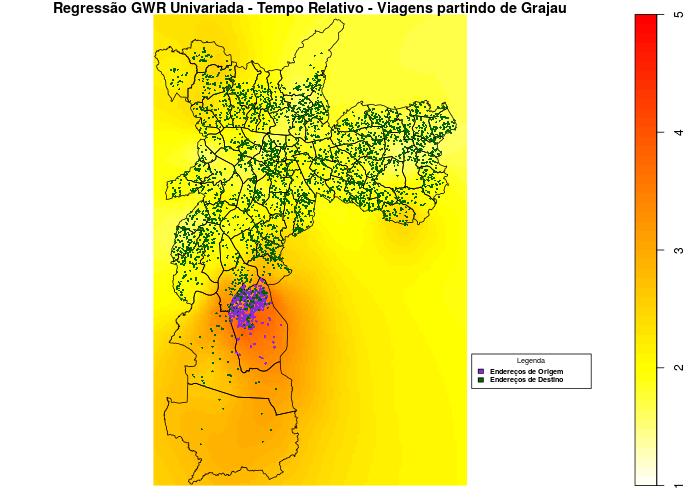 Regressão GWR Univariada - Tempo Relativo - Viagens partindo de Grajau
5
4
3
2
1
Legenda
Endereços de Origem
Endereços de Destino